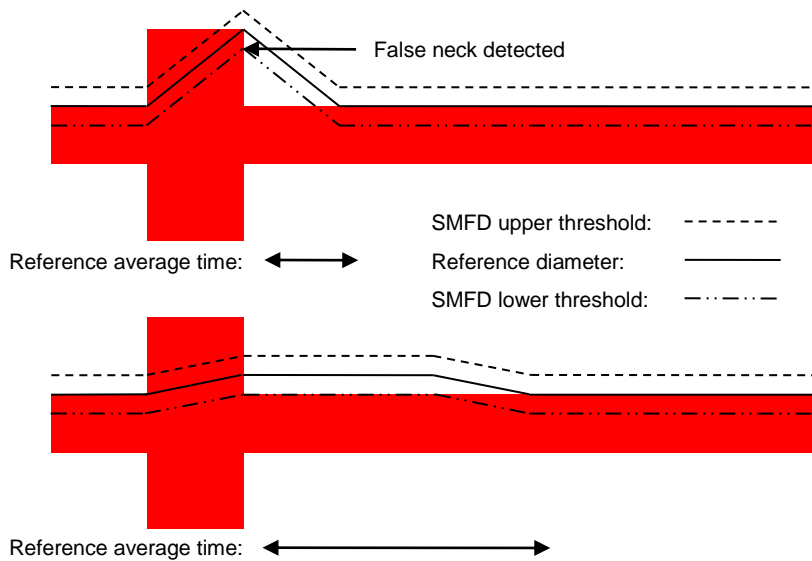 False neck detected
SMFD upper threshold:
Reference average time:
Reference diameter:
SMFD lower threshold:
Reference average time: